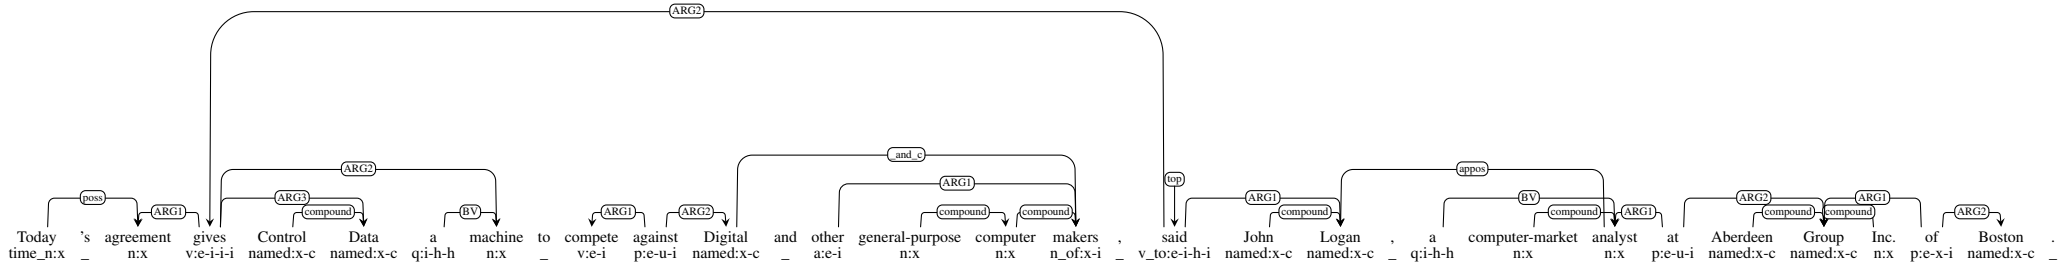 ARG2
_and_c
ARG2 appos
top
ARG1
poss ARG3 ARG1 BV ARG2 ARG1
ARG1 compound BV ARG1 ARG2 compound compound compound compound ARG1 compound compound ARG2
Today 's agreement gives Control Data a machine to compete against Digital and other general-purpose computer makers , said John Logan , a computer-market analyst at Aberdeen Group Inc. of Boston .
time_n:x _ n:x v:e-i-i-i named:x-c named:x-c q:i-h-h n:x _ v:e-i p:e-u-i named:x-c _ a:e-i n:x n:x n_of:x-i _ v_to:e-i-h-i named:x-c named:x-c _ q:i-h-h n:x n:x p:e-u-i named:x-c named:x-c n:x p:e-x-i named:x-c _